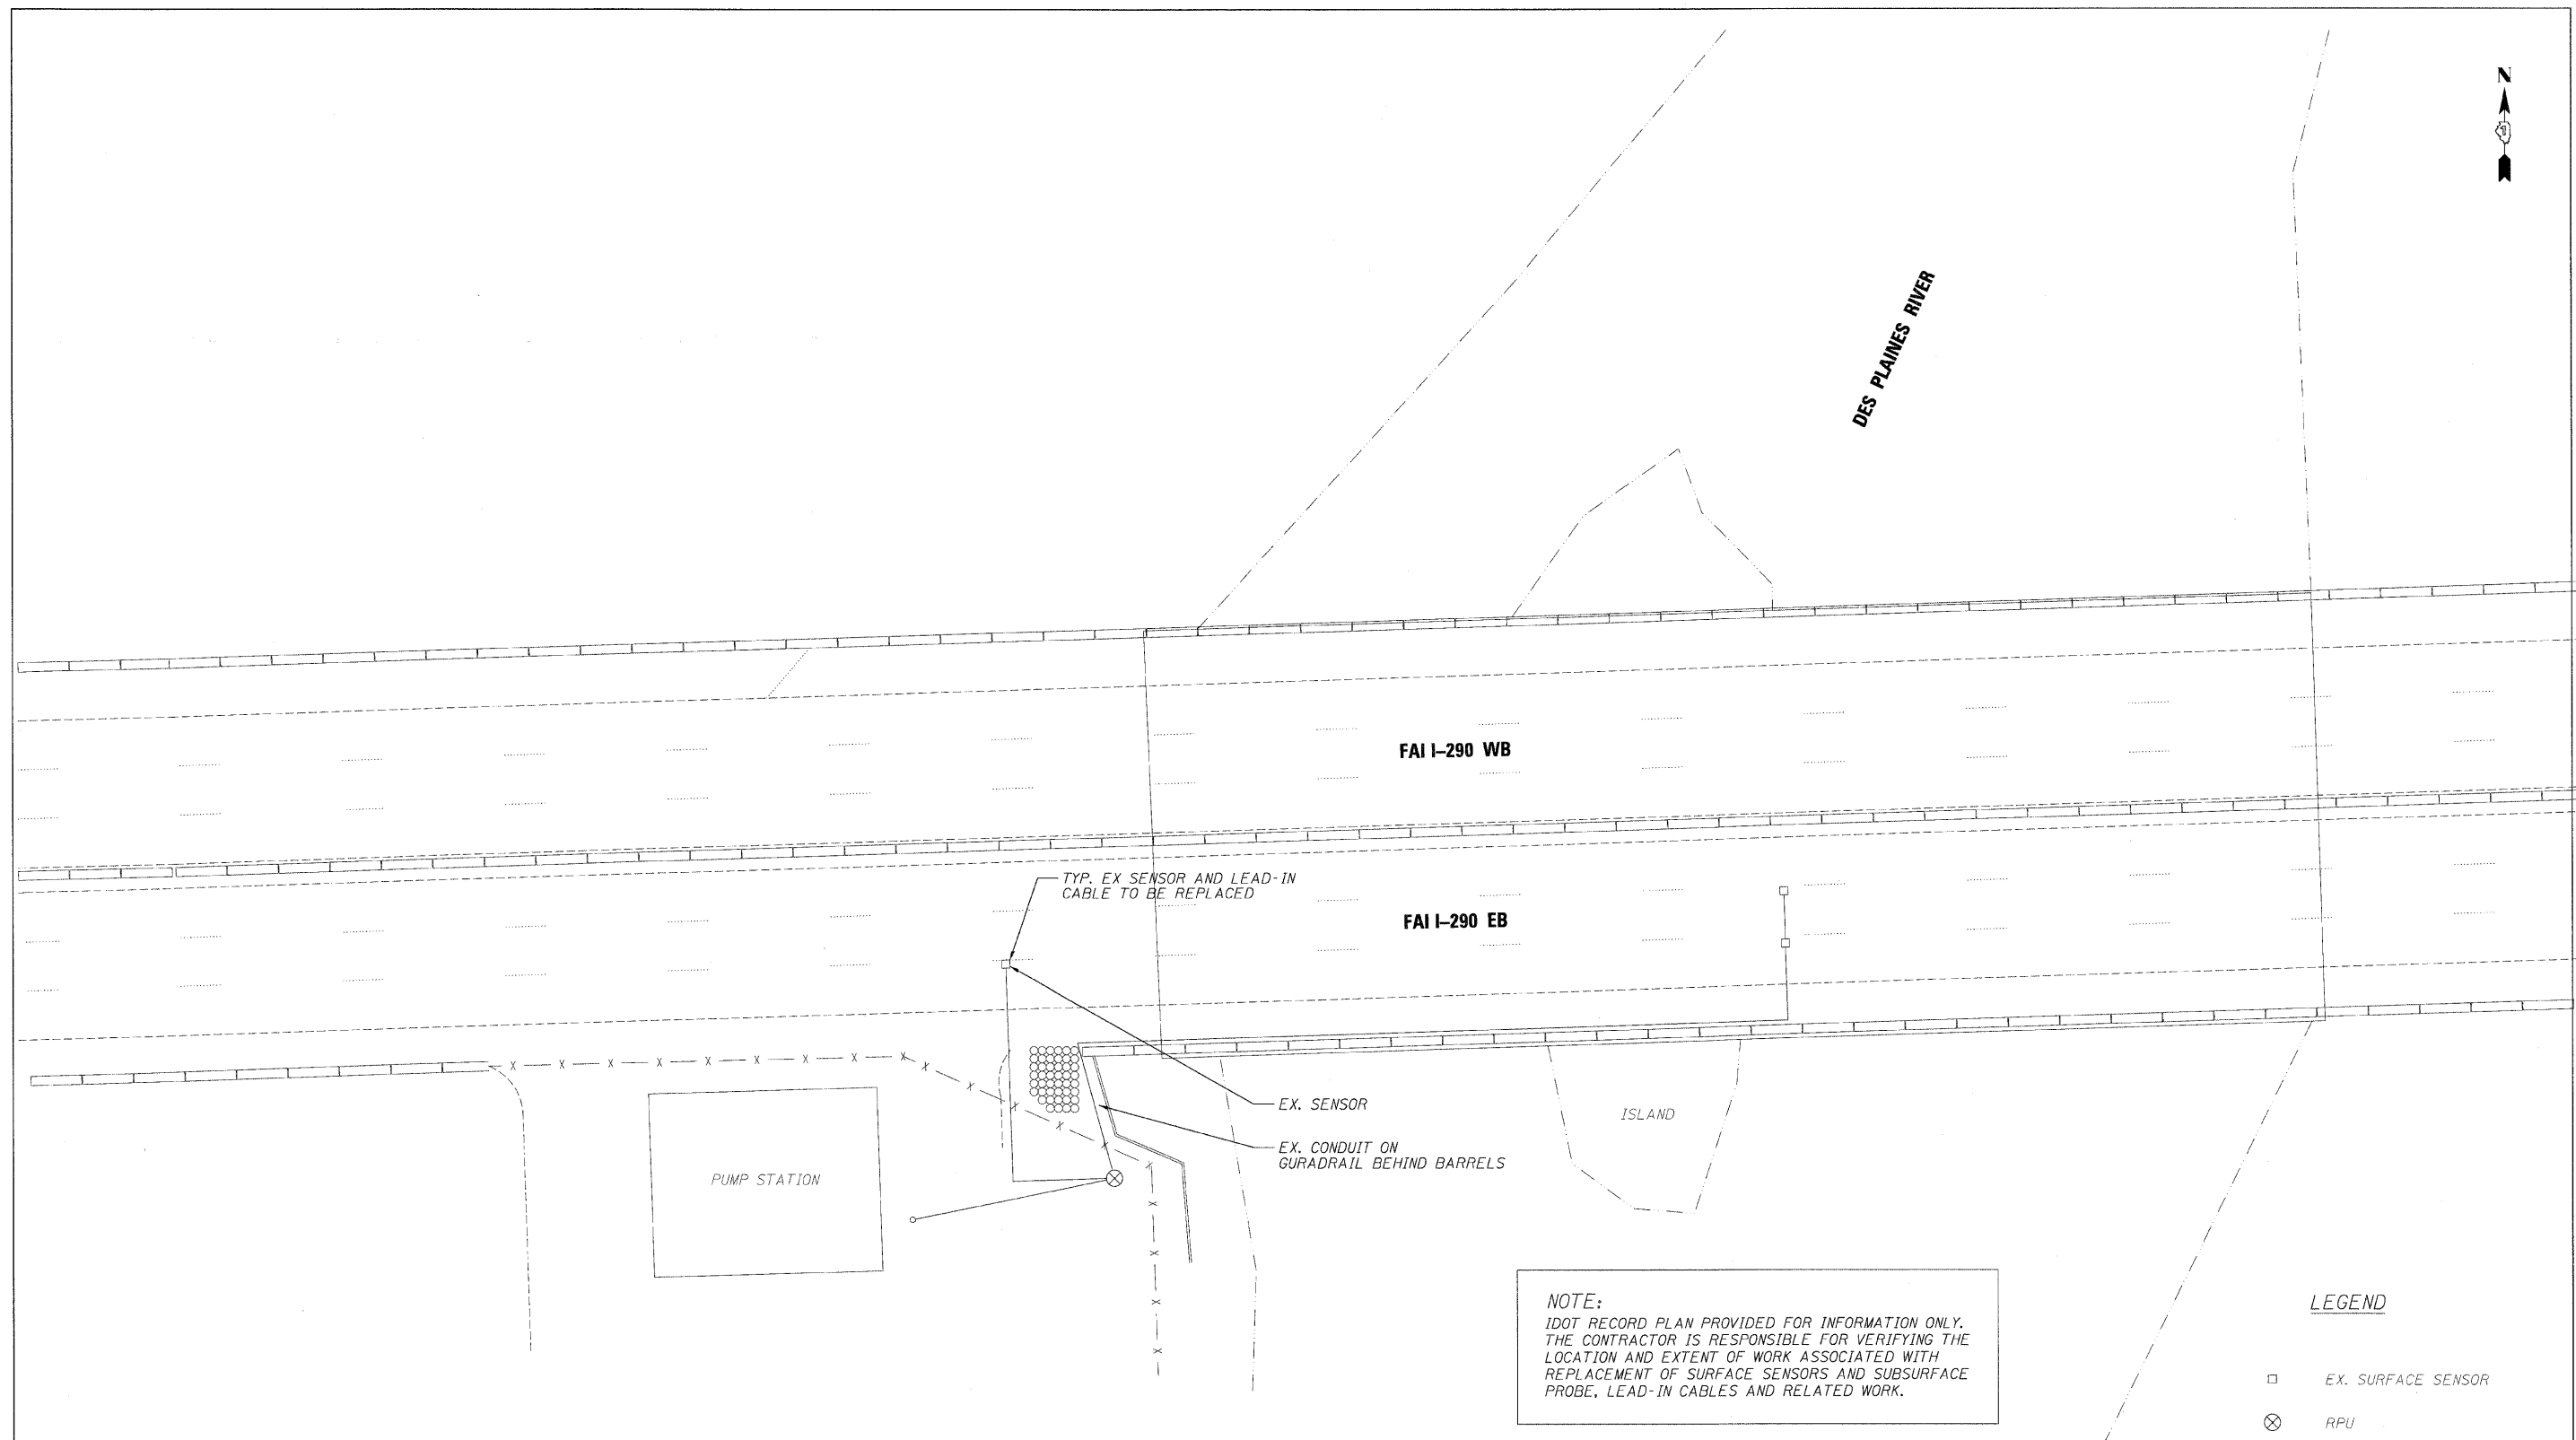 N
1
DES PLAINES RIVER
FAI I-290 WB
TYP. EX SENSOR AND LEAD-IN
CABLE TO BE REPLACED
FAI I-290 EB
EX. SENSOR
EX. CONDUIT ON
GURADRAIL BEHIND BARRELS
ISLAND
PUMP STATION
NOTE:
IDOT RECORD PLAN PROVIDED FOR INFORMATION ONLY.
THE CONTRACTOR IS RESPONSIBLE FOR VERIFYING THE
LOCATION AND EXTENT OF WORK ASSOCIATED WITH
REPLACEMENT OF SURFACE SENSORS AND SUBSURFACE
PROBE, LEAD-IN CABLES AND RELATED WORK.
LEGEND
EX. SURFACE SENSOR
RPU